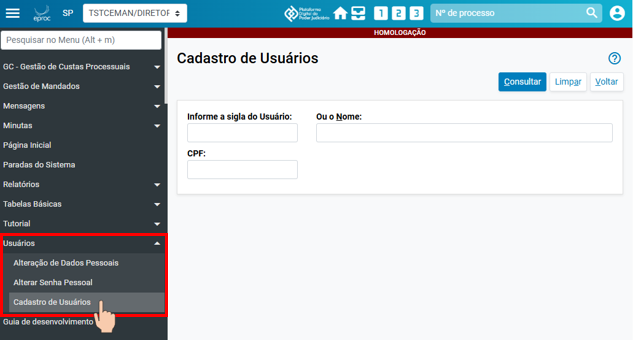 eproc
SP
TSTCEMAN/DIRETOR
Plataforma
Digital do
Poder Judiciário
1 2 3
Nº de processo
HOMOLOGAÇÃO
Pesquisar no Menu (Alt + m)
GC - Gestão de Custas Processuais
Gestão de Mandados
Mensagens
Minutas
Página Inicial
Paradas do Sistema
Relatórios
Tabelas Básicas
Tutorial
Usuários
Alteração de Dados Pessoais
Alterar Senha Pessoal
Cadastro de Usuários
Guia de desenvolvimento
Cadastro de Usuários
?
Consultar
Limpar
Voltar
Informe a sigla do Usuário:
Ou o Nome:
CPF: